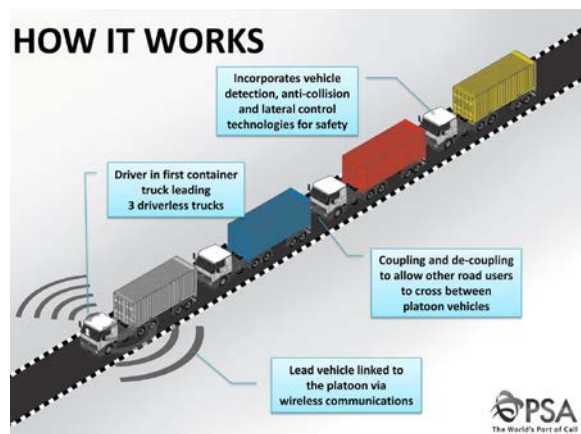 HOW IT WORKS
Incorporates vehicle
detection, anti-collision
and lateral control
technologies for safety
Driver in first container
truck leading
3 driverless trucks
Coupling and de-coupling
to allow other road users
to cross between
platoon vehicles
Lead vehicle linked to
the platoon via
wireless communications
PSA
The World's Port of Call